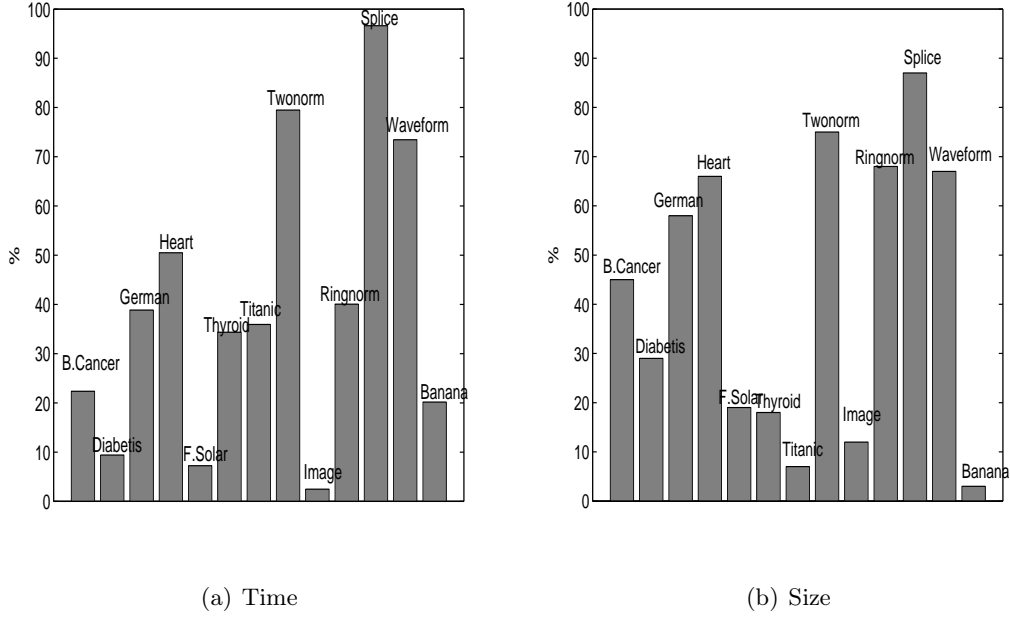 100
90
80
70
60
50
40
30
20
10
0
%
B.Cancer
Diabetis
German
Heart
F.Solar
Thyroid
Titanic
Twonorm
Image
Ringnorm
Splice
Waveform
Banana
(a) Time
100
90
80
70
60
50
40
30
20
10
0
%
B.Cancer
Diabetis
German
Heart
F.Solar
Thyroid
Titanic
Twonorm
Image
Ringnorm
Splice
Waveform
Banana
(b) Size